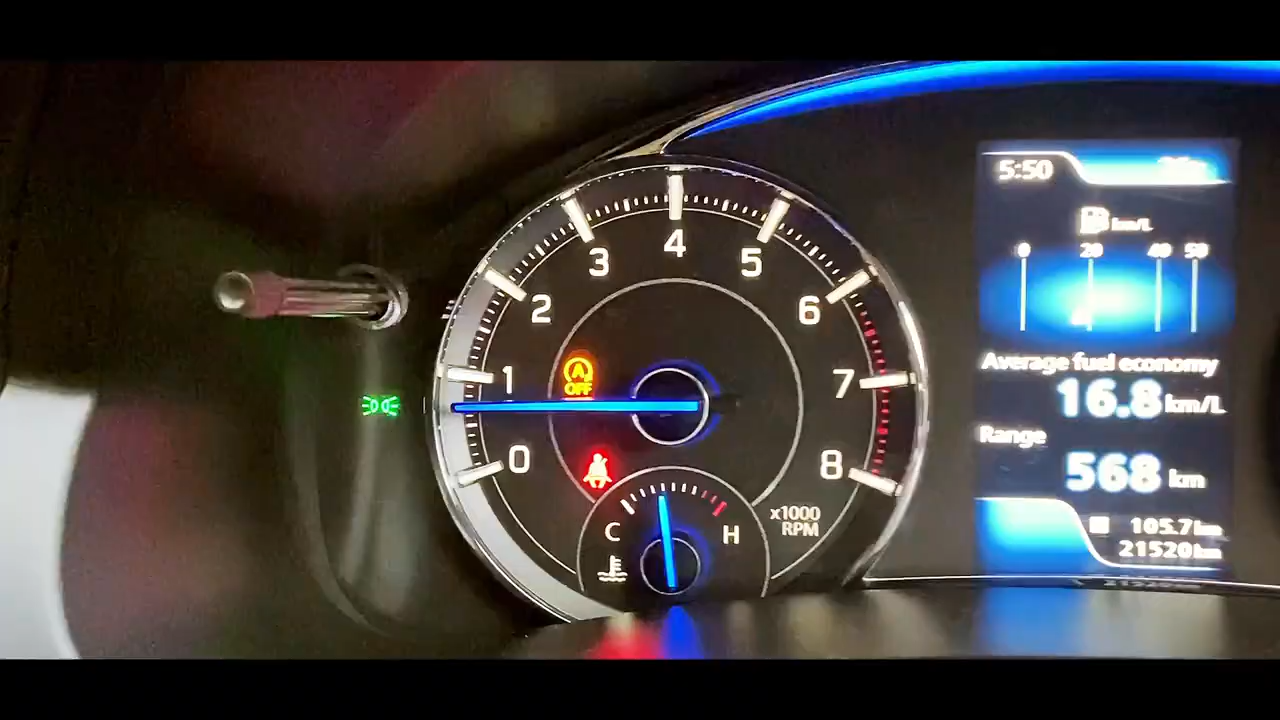 5:50
km/L
0 20 40 50
Average fuel economy
16.8 km/L
Range
568 km
105.7 km
21520 km
0
1
2
3
4
5
6
7
8
A
OFF
C
H
x1000
RPM